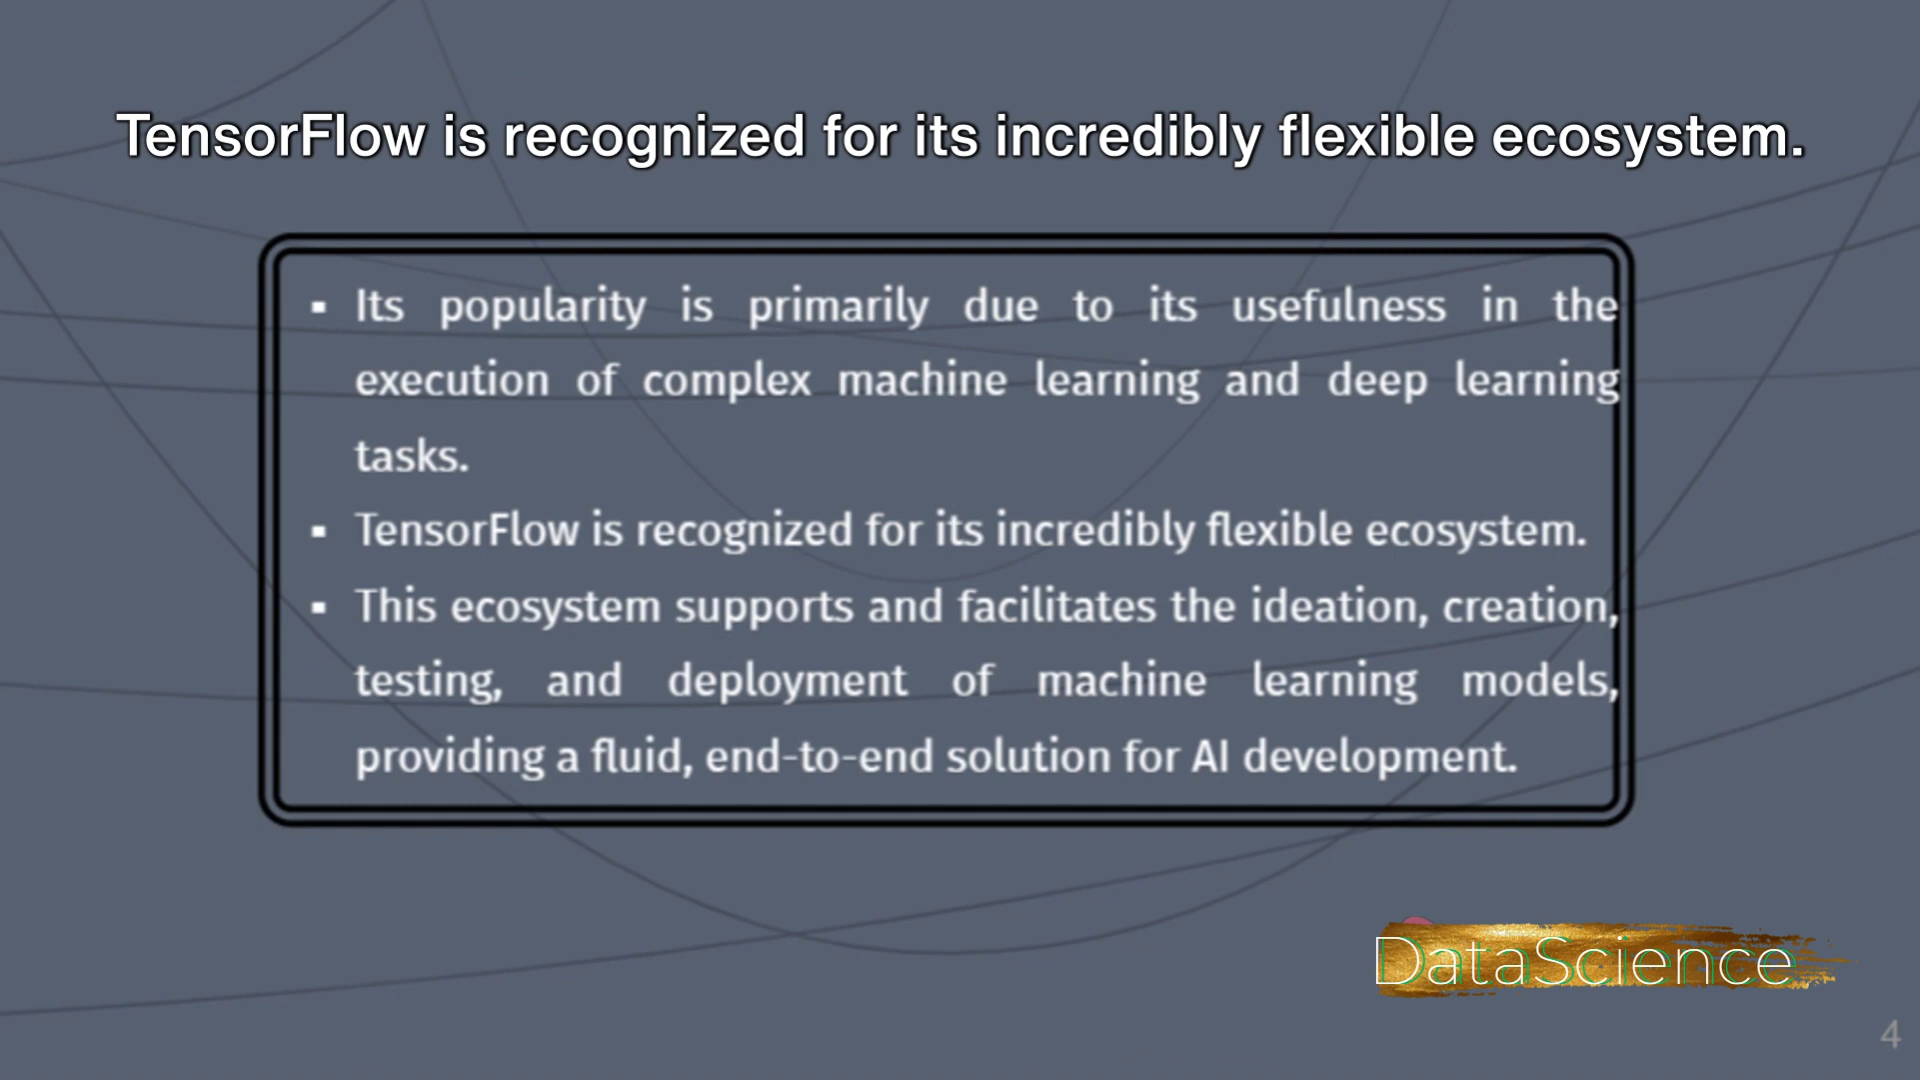 TensorFlow is recognized for its incredibly flexible ecosystem.
▪ Its popularity is primarily due to its usefulness in the
execution of complex machine learning and deep learning
tasks.
▪ TensorFlow is recognized for its incredibly flexible ecosystem.
▪ This ecosystem supports and facilitates the ideation, creation,
testing, and deployment of machine learning models,
providing a fluid, end-to-end solution for AI development.
DataScience
4